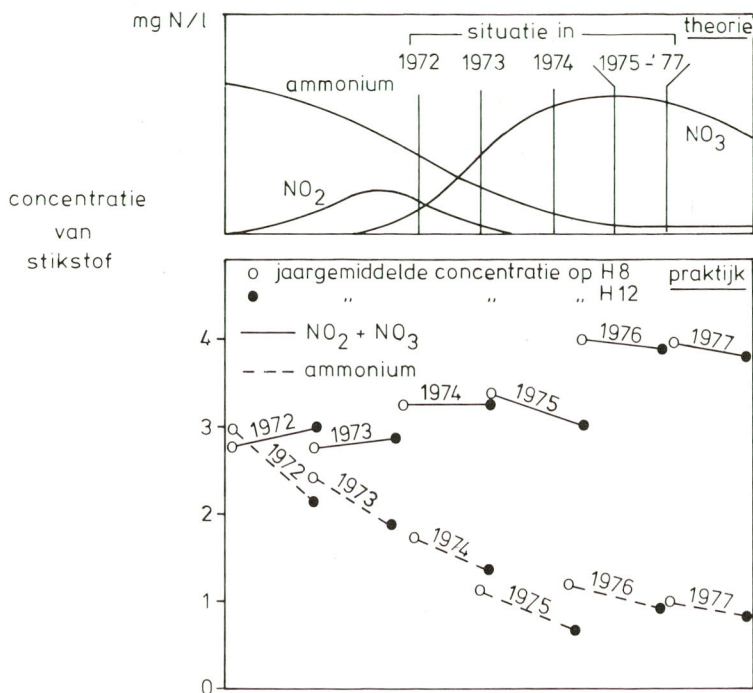 mg N/l
situatie in
theorie
1972 1973 1974 1975-'77
ammonium
NO2
NO3
concentratie
van
stikstof
○ jaargemiddelde concentratie op H8
praktijk
● ,, ,, ,, H12
NO2 + NO3
ammonium
4
3
2
1
0
1972
1973
1974
1975
1976
1977
1972
1973
1974
1975
1976
1977